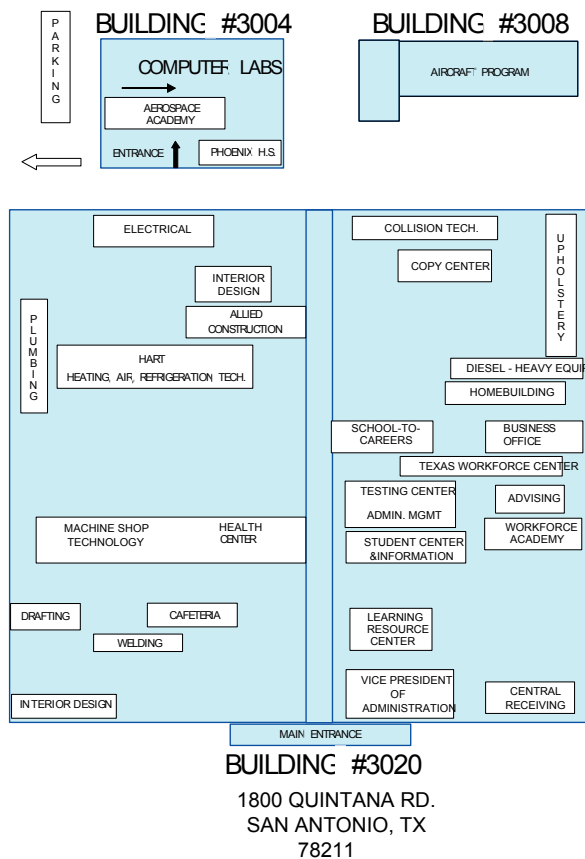 PARKING
BUILDING #3004
BUILDING #3008
COMPUTER LABS
AIRCRAFT PROGRAM
AEROSPACE
ACADEMY
ENTRANCE
PHOENIX H.S.
ELECTRICAL
COLLISION TECH.
UPHOLSTERY
COPY CENTER
INTERIOR
DESIGN
PLUMBING
ALLIED
CONSTRUCTION
HART
HEATING, AIR, REFRIGERATION TECH.
DIESEL - HEAVY EQUIP
HOMEBUILDING
SCHOOL-TO-
CAREERS
BUSINESS
OFFICE
TEXAS WORKFORCE CENTER
TESTING CENTER
ADMIN. MGMT
ADVISING
MACHINE SHOP
TECHNOLOGY
HEALTH
CENTER
STUDENT CENTER
&INFORMATION
WORKFORCE
ACADEMY
DRAFTING
CAFETERIA
WELDING
LEARNING
RESOURCE
CENTER
INTERIOR DESIGN
VICE PRESIDENT
OF
ADMINISTRATION
CENTRAL
RECEIVING
MAIN ENTRANCE
BUILDING #3020
1800 QUINTANA RD.
SAN ANTONIO, TX
78211